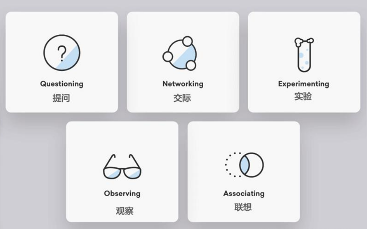 Questioning
提问
Networking
交际
Experimenting
实验
Observing
观察
Associating
联想